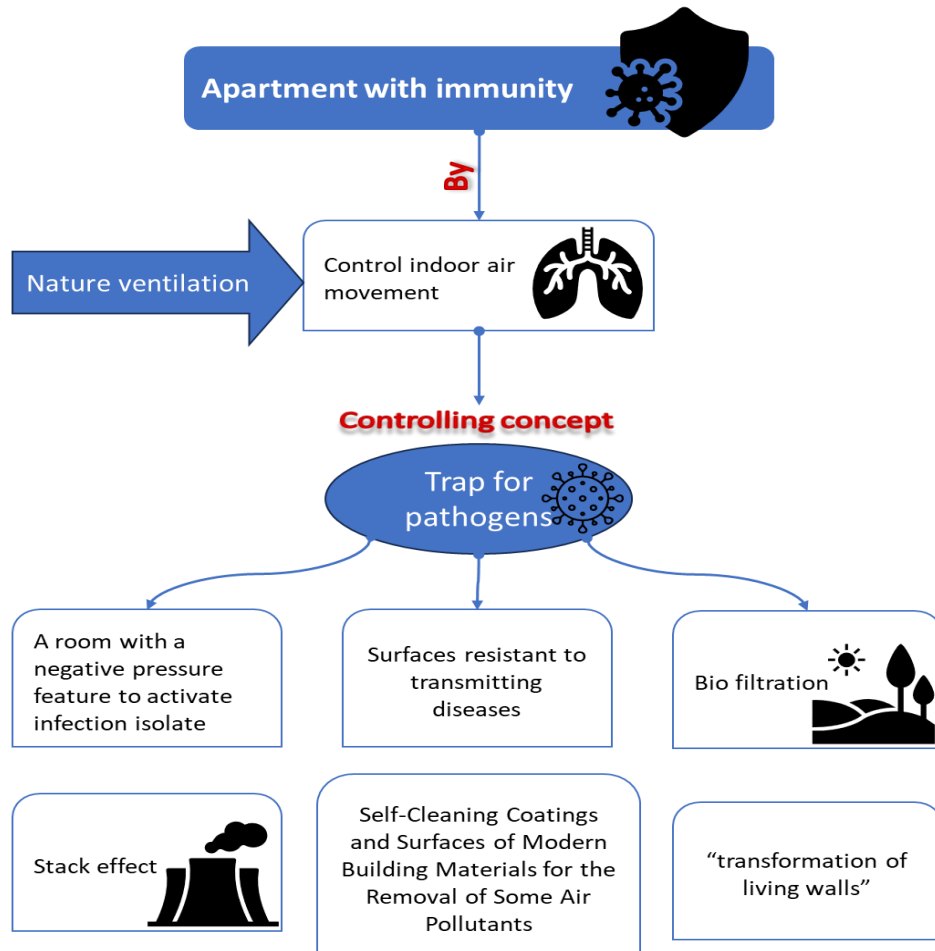 Apartment with immunity
By
Nature ventilation
Control indoor air
movement
Controlling concept
Trap for
pathogens
A room with a
negative pressure
feature to activate
infection isolate
Surfaces resistant to
transmitting
diseases
Bio filtration
Stack effect
Self-Cleaning Coatings
and Surfaces of Modern
Building Materials for the
Removal of Some Air
Pollutants
“transformation of
living walls”